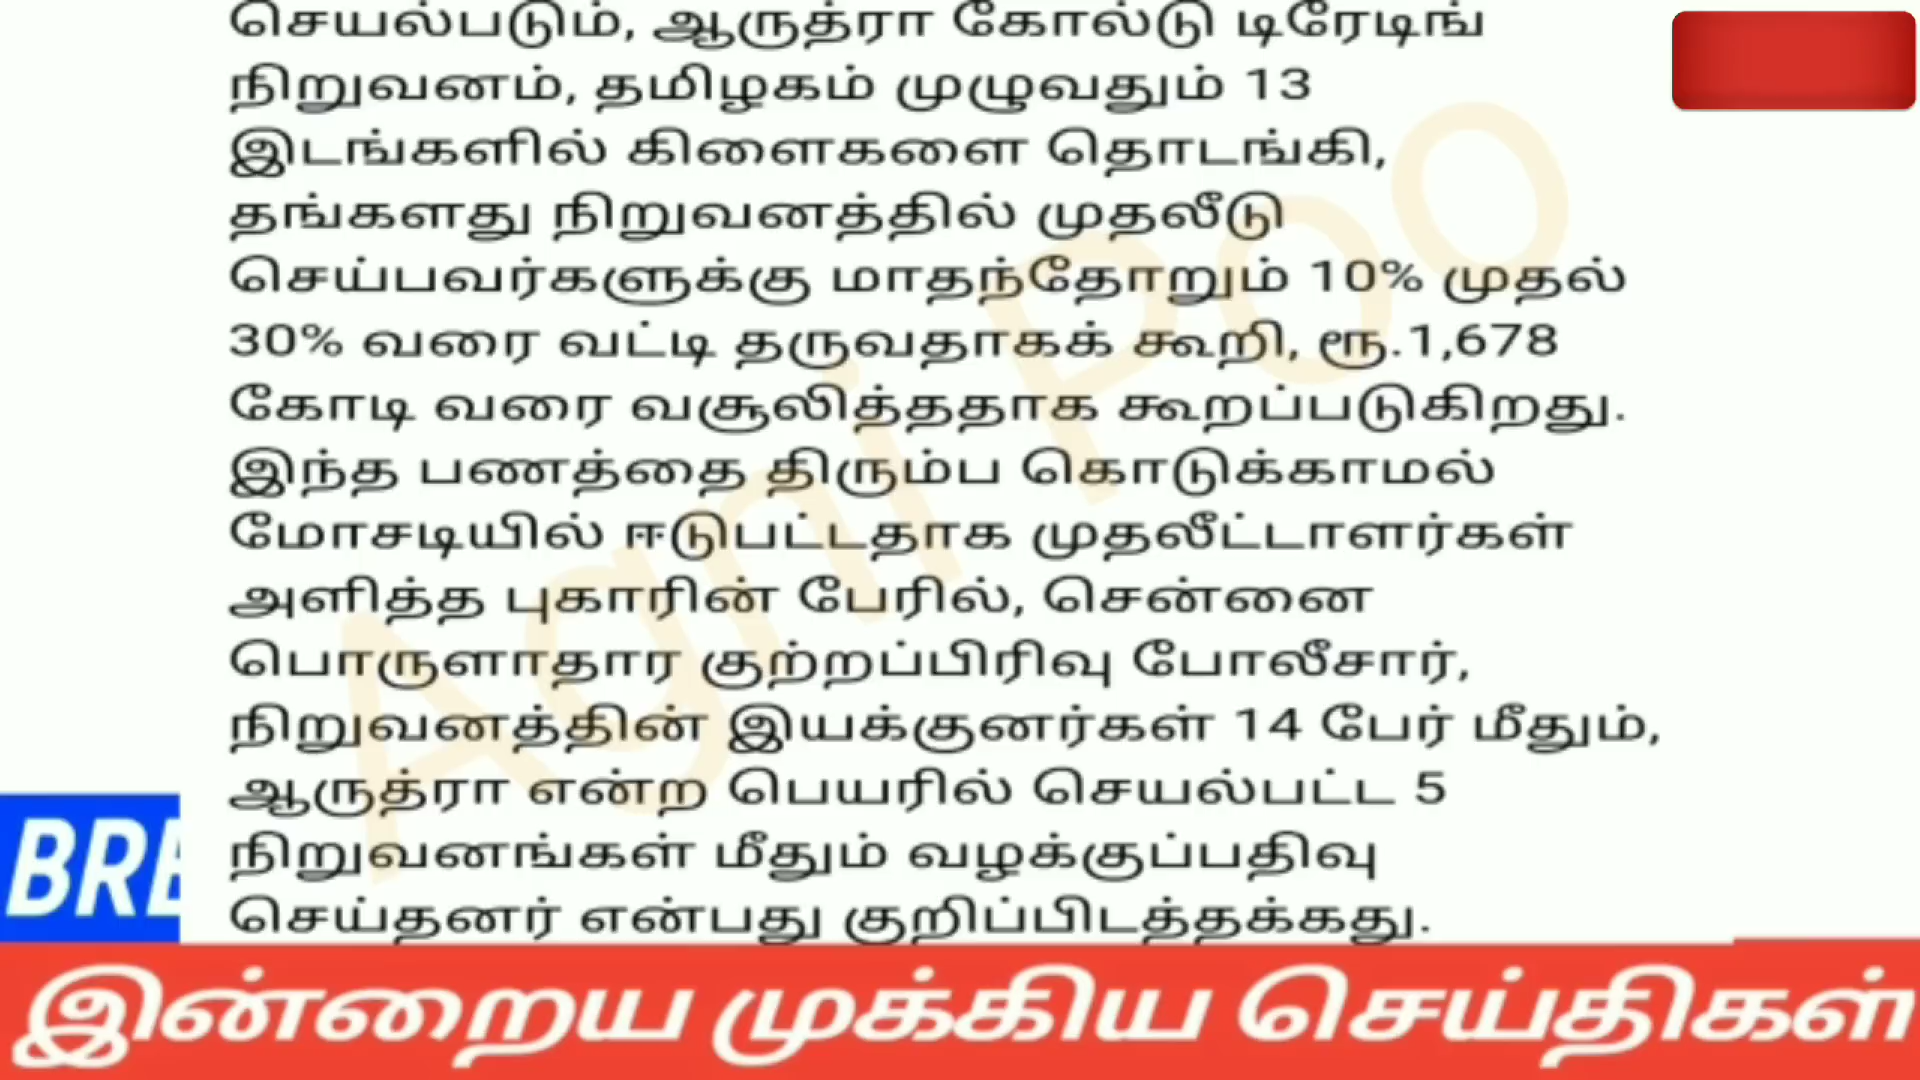 செயல்படும், ஆருத்ரா கோல்டு டிரேடிங்
நிறுவனம், தமிழகம் முழுவதும் 13
இடங்களில் கிளைகளை தொடங்கி,
தங்களது நிறுவனத்தில் முதலீடு
செய்பவர்களுக்கு மாதந்தோறும் 10% முதல்
30% வரை வட்டி தருவதாகக் கூறி, ரூ.1,678
கோடி வரை வசூலித்ததாக கூறப்படுகிறது.
இந்த பணத்தை திரும்ப கொடுக்காமல்
மோசடியில் ஈடுபட்டதாக முதலீட்டாளர்கள்
அளித்த புகாரின் பேரில், சென்னை
பொருளாதார குற்றப்பிரிவு போலீசார்,
நிறுவனத்தின் இயக்குனர்கள் 14 பேர் மீதும்,
ஆருத்ரா என்ற பெயரில் செயல்பட்ட 5
நிறுவனங்கள் மீதும் வழக்குப்பதிவு
செய்தனர் என்பது குறிப்பிடத்தக்கது.
Agni Poo
BRE
இன்றைய முக்கிய செய்திகள்